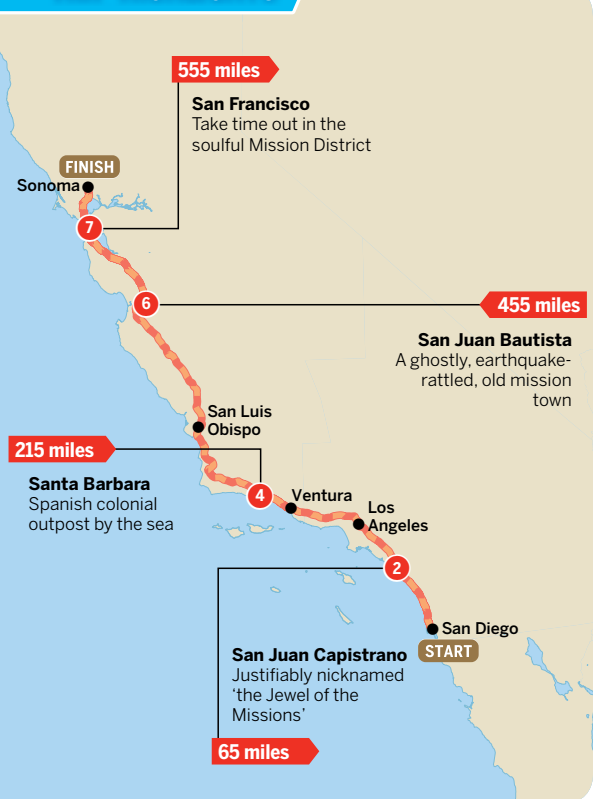 555 miles
San Francisco
Take time out in the
soulful Mission District
FINISH
Sonoma
7
6
455 miles
San Juan Bautista
A ghostly, earthquake-
rattled, old mission
town
San Luis
Obispo
215 miles
Santa Barbara
Spanish colonial
outpost by the sea
4
Ventura
Los
Angeles
2
San Diego
START
San Juan Capistrano
Justifiably nicknamed
‘the Jewel of the
Missions’
65 miles